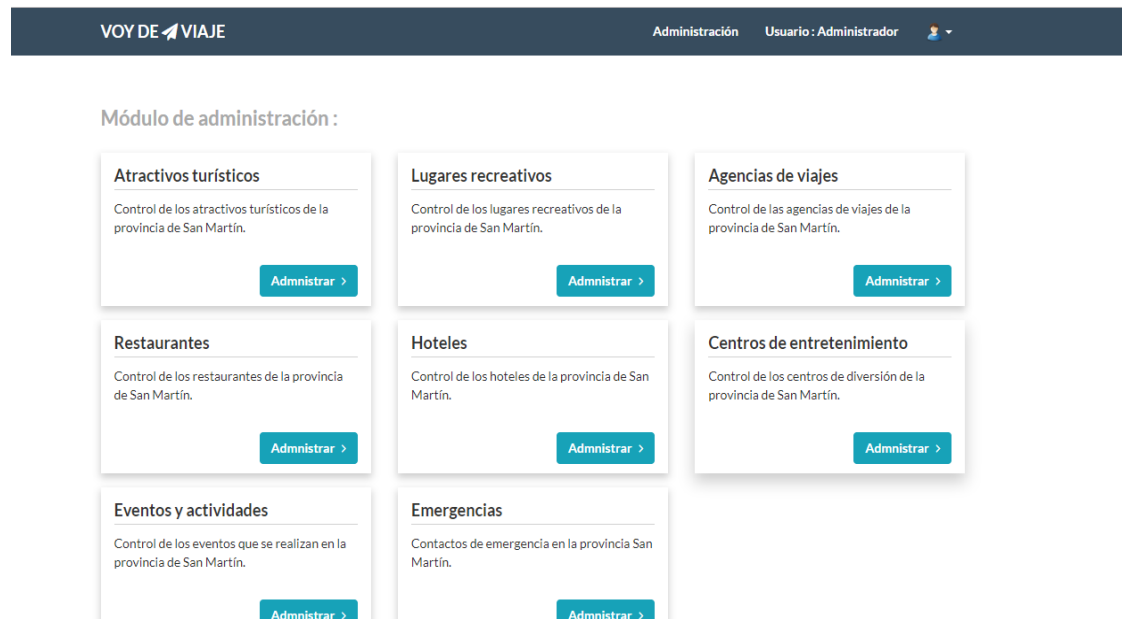 VOY DE VIAJE
Administración
Usuario : Administrador
Módulo de administración :
Atractivos turísticos
Control de los atractivos turísticos de la
provincia de San Martín.
Admnistrar
Lugares recreativos
Control de los lugares recreativos de la
provincia de San Martín.
Admnistrar
Agencias de viajes
Control de las agencias de viajes de la
provincia de San Martín.
Admnistrar
Restaurantes
Control de los restaurantes de la provincia
de San Martín.
Admnistrar
Hoteles
Control de los hoteles de la provincia de San
Martín.
Admnistrar
Centros de entretenimiento
Control de los centros de diversión de la
provincia de San Martín.
Admnistrar
Eventos y actividades
Control de los eventos que se realizan en la
provincia de San Martín.
Admnistrar
Emergencias
Contactos de emergencia en la provincia San
Martín.
Admnistrar